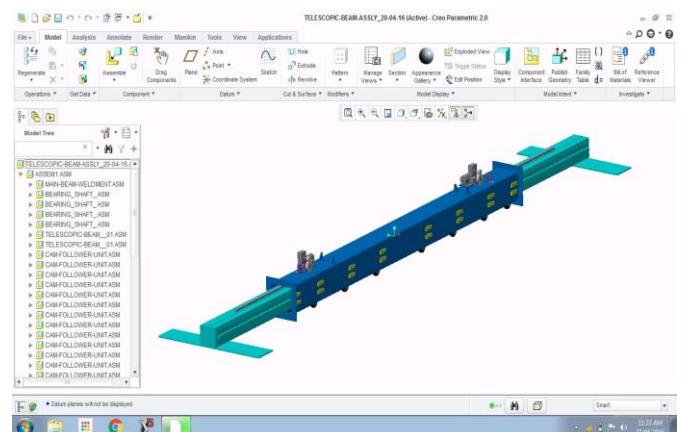 TELESCOPIC-BEAM-ASSLY_20-04-16 (Active) - Creo Parametric 2.0
File Model Analysis Annotate Render Manikin Tools View Applications
Regenerate
Assemble
Drag Components
Plane
Axis
Point
Coordinate System
Sketch
Hole
Extrude
Revolve
Pattern
Manage Views
Section
Appearance Gallery
Exploded View
Toggle Status
Edit Position
Display Style
Component Interface
Publish Geometry
Family Table
d=
Bill of Materials
Reference Viewer
Operations Get Data Component Datum Cut & Surface Modifiers Model Display Model Intent Investigate
Model Tree
TELESCOPIC-BEAM-ASSLY_20-04-16.
ASSEM1.ASM
MAIN-BEAM-WELDMENT.ASM
BEARING_SHAFT_.ASM
BEARING_SHAFT_.ASM
BEARING_SHAFT_.ASM
BEARING_SHAFT_.ASM
TELESCOPIC-BEAM__01.ASM
TELESCOPIC-BEAM__01.ASM
CAM-FOLLOWER-UNIT.ASM
CAM-FOLLOWER-UNIT.ASM
CAM-FOLLOWER-UNIT.ASM
CAM-FOLLOWER-UNIT.ASM
CAM-FOLLOWER-UNIT.ASM
CAM-FOLLOWER-UNIT.ASM
CAM-FOLLOWER-UNIT.ASM
CAM-FOLLOWER-UNIT.ASM
CAM-FOLLOWER-UNIT.ASM
CAM-FOLLOWER-UNIT.ASM
CAM-FOLLOWER-UNIT.ASM
CAM-FOLLOWER-UNIT.ASM
CAM-FOLLOWER-UNIT.ASM
• Datum planes will not be displayed.
Smart
11:33 AM